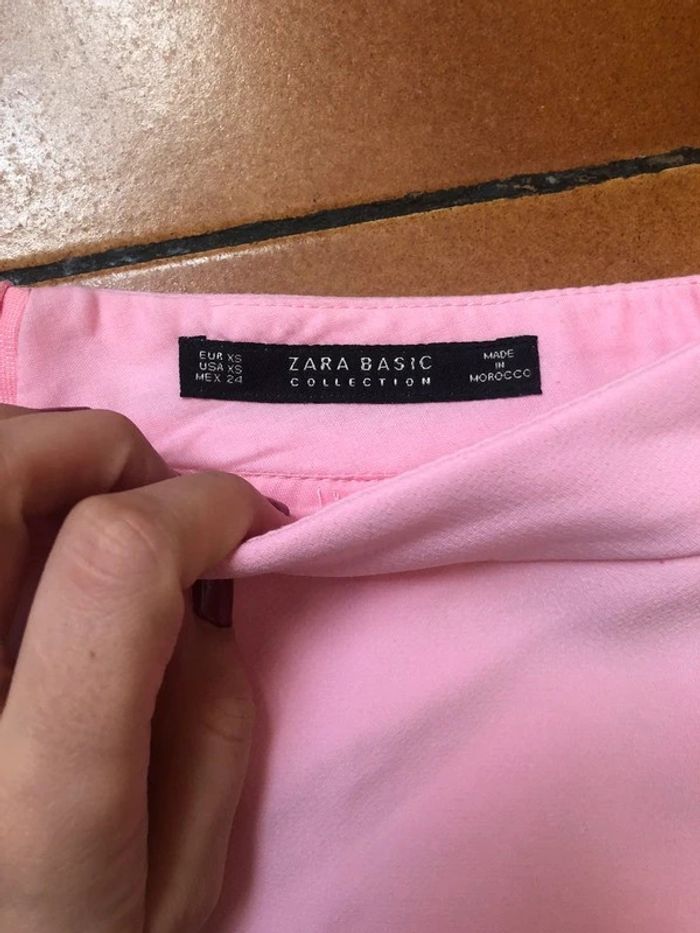 EUR XS
USA XS
MEX 24
ZARA BASIC
COLLECTION
MADE
IN
MOROCCO